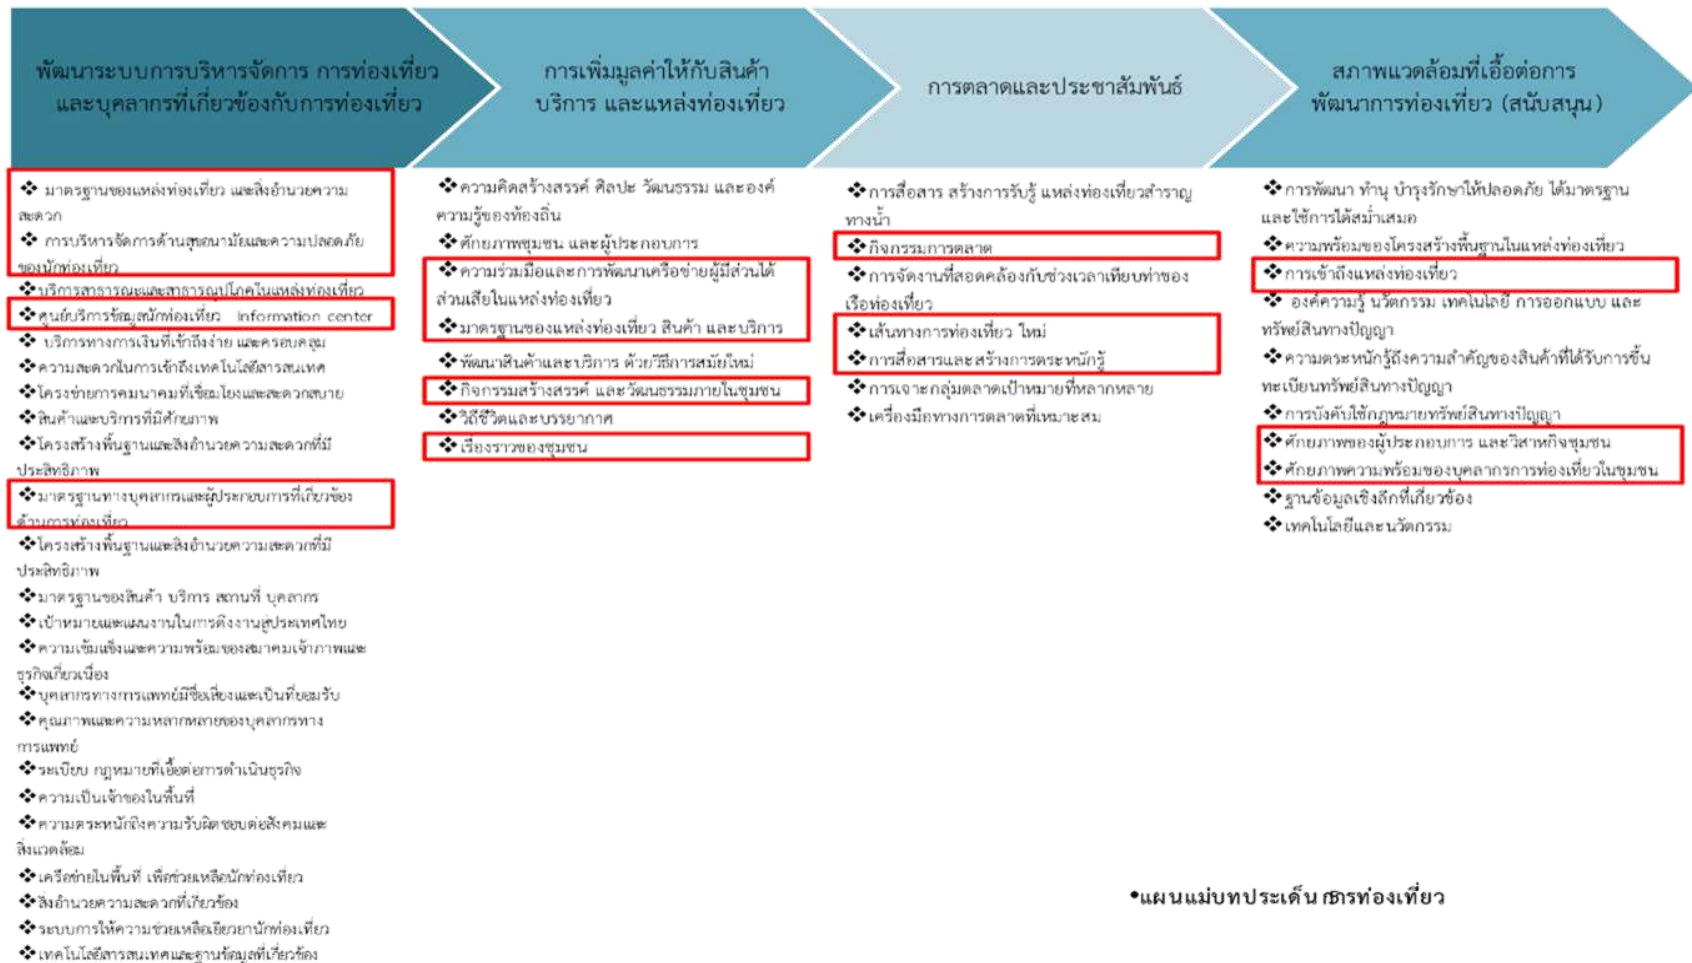 พัฒนาระบบการบริหารจัดการ การท่องเที่ยว
และบุคลากรที่เกี่ยวข้องกับการท่องเที่ยว
การเพิ่มมูลค่าให้กับสินค้า
บริการ และแหล่งท่องเที่ยว
การตลาดและประชาสัมพันธ์
สภาพแวดล้อมที่เอื้อต่อการ
พัฒนาการท่องเที่ยว (สนับสนุน)
❖ มาตรฐานของแหล่งท่องเที่ยว และสิ่งอำนวยความ
สะดวก
❖ การบริหารจัดการด้านสุขอนามัยและความปลอดภัย
ของนักท่องเที่ยว
❖บริการสาธารณะและสาธารณูปโภคในแหล่งท่องเที่ยว
❖ศูนย์บริการข้อมูลนักท่องเที่ยว Information center
❖ บริการทางการเงินที่เข้าถึงง่าย และครอบคลุม
❖ความสะดวกในการเข้าถึงเทคโนโลยีสารสนเทศ
❖โครงข่ายการคมนาคมที่เชื่อมโยงและสะดวกสบาย
❖สินค้าและบริการที่มีศักยภาพ
❖โครงสร้างพื้นฐานและสิ่งอำนวยความสะดวกที่มี
ประสิทธิภาพ
❖มาตรฐานทางบุคลากรและผู้ประกอบการที่เกี่ยวข้อง
ด้านการท่องเที่ยว
❖โครงสร้างพื้นฐานและสิ่งอำนวยความสะดวกที่มี
ประสิทธิภาพ
❖มาตรฐานของสินค้า บริการ สถานที่ บุคลากร
❖เป้าหมายและแผนงานในการดึงงานสู่ประเทศไทย
❖ความเข้มแข็งและความพร้อมของสมาคมเจ้าภาพและ
ธุรกิจเกี่ยวเนื่อง
❖บุคลากรทางการแพทย์มีชื่อเสียงและเป็นที่ยอมรับ
❖คุณภาพและความหลากหลายของบุคลากรทาง
การแพทย์
❖ระเบียบ กฎหมายที่เอื้อต่อการดำเนินธุรกิจ
❖ความเป็นเจ้าของในพื้นที่
❖ความตระหนักถึงความรับผิดชอบต่อสังคมและ
สิ่งแวดล้อม
❖เครือข่ายในพื้นที่ เพื่อช่วยเหลือนักท่องเที่ยว
❖สิ่งอำนวยความสะดวกที่เกี่ยวข้อง
❖ระบบการให้ความช่วยเหลือเยียวยานักท่องเที่ยว
❖เทคโนโลยีสารสนเทศและฐานข้อมูลที่เกี่ยวข้อง
❖ความคิดสร้างสรรค์ ศิลปะ วัฒนธรรม และองค์
ความรู้ของท้องถิ่น
❖ศักยภาพชุมชน และผู้ประกอบการ
❖ความร่วมมือและการพัฒนาเครือข่ายผู้มีส่วนได้
ส่วนเสียในแหล่งท่องเที่ยว
❖มาตรฐานของแหล่งท่องเที่ยว สินค้า และบริการ
❖พัฒนาสินค้าและบริการ ด้วยวิธีการสมัยใหม่
❖กิจกรรมสร้างสรรค์ และวัฒนธรรมภายในชุมชน
❖วิถีชีวิตและบรรยากาศ
❖เรื่องราวของชุมชน
❖การสื่อสาร สร้างการรับรู้ แหล่งท่องเที่ยวสำราญ
ทางน้ำ
❖กิจกรรมการตลาด
❖การจัดงานที่สอดคล้องกับช่วงเวลาเทียบท่าของ
เรือท่องเที่ยว
❖เส้นทางการท่องเที่ยว ใหม่
❖การสื่อสารและสร้างการตระหนักรู้
❖การเจาะกลุ่มตลาดเป้าหมายที่หลากหลาย
❖เครื่องมือทางการตลาดที่เหมาะสม
❖การพัฒนา ทำนุ บำรุงรักษาให้ปลอดภัย ได้มาตรฐาน
และใช้การได้สม่ำเสมอ
❖ความพร้อมของโครงสร้างพื้นฐานในแหล่งท่องเที่ยว
❖การเข้าถึงแหล่งท่องเที่ยว
❖ องค์ความรู้ นวัตกรรม เทคโนโลยี การออกแบบ และ
ทรัพย์สินทางปัญญา
❖ความตระหนักรู้ถึงความสำคัญของสินค้าที่ได้รับการขึ้น
ทะเบียนทรัพย์สินทางปัญญา
❖การบังคับใช้กฎหมายทรัพย์สินทางปัญญา
❖ศักยภาพของผู้ประกอบการ และวิสาหกิจชุมชน
❖ศักยภาพความพร้อมของบุคลากรการท่องเที่ยวในชุมชน
❖ฐานข้อมูลเชิงลึกที่เกี่ยวข้อง
❖เทคโนโลยีและนวัตกรรม
•แผนแม่บทประเด็น การท่องเที่ยว